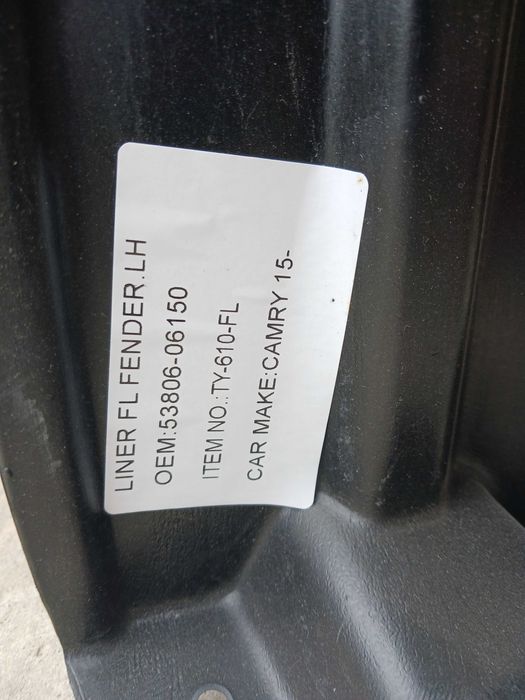 LINER FL FENDER.LH
OEM:53806-06150
ITEM NO.:TY-610-FL
CAR MAKE:CAMRY 15-